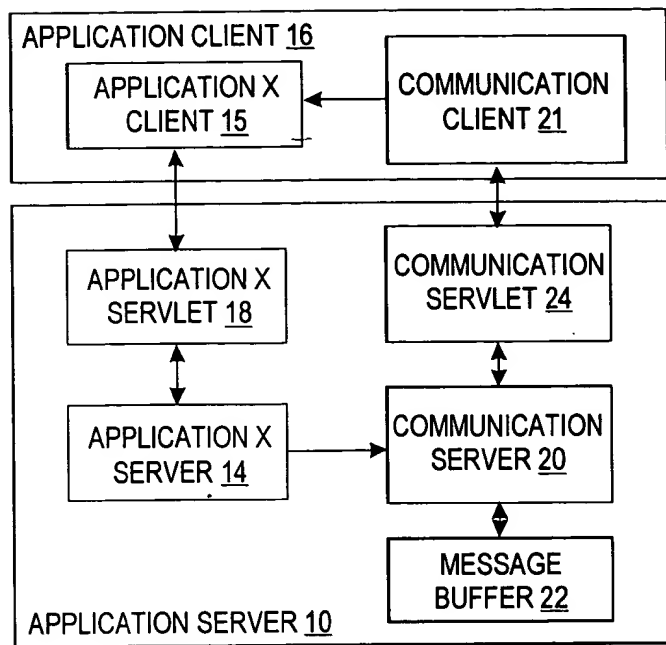 APPLICATION CLIENT 16
APPLICATION X
CLIENT 15
COMMUNICATION
CLIENT 21
APPLICATION X
SERVLET 18
COMMUNICATION
SERVLET 24
APPLICATION X
SERVER 14
COMMUNICATION
SERVER 20
MESSAGE
BUFFER 22
APPLICATION SERVER 10